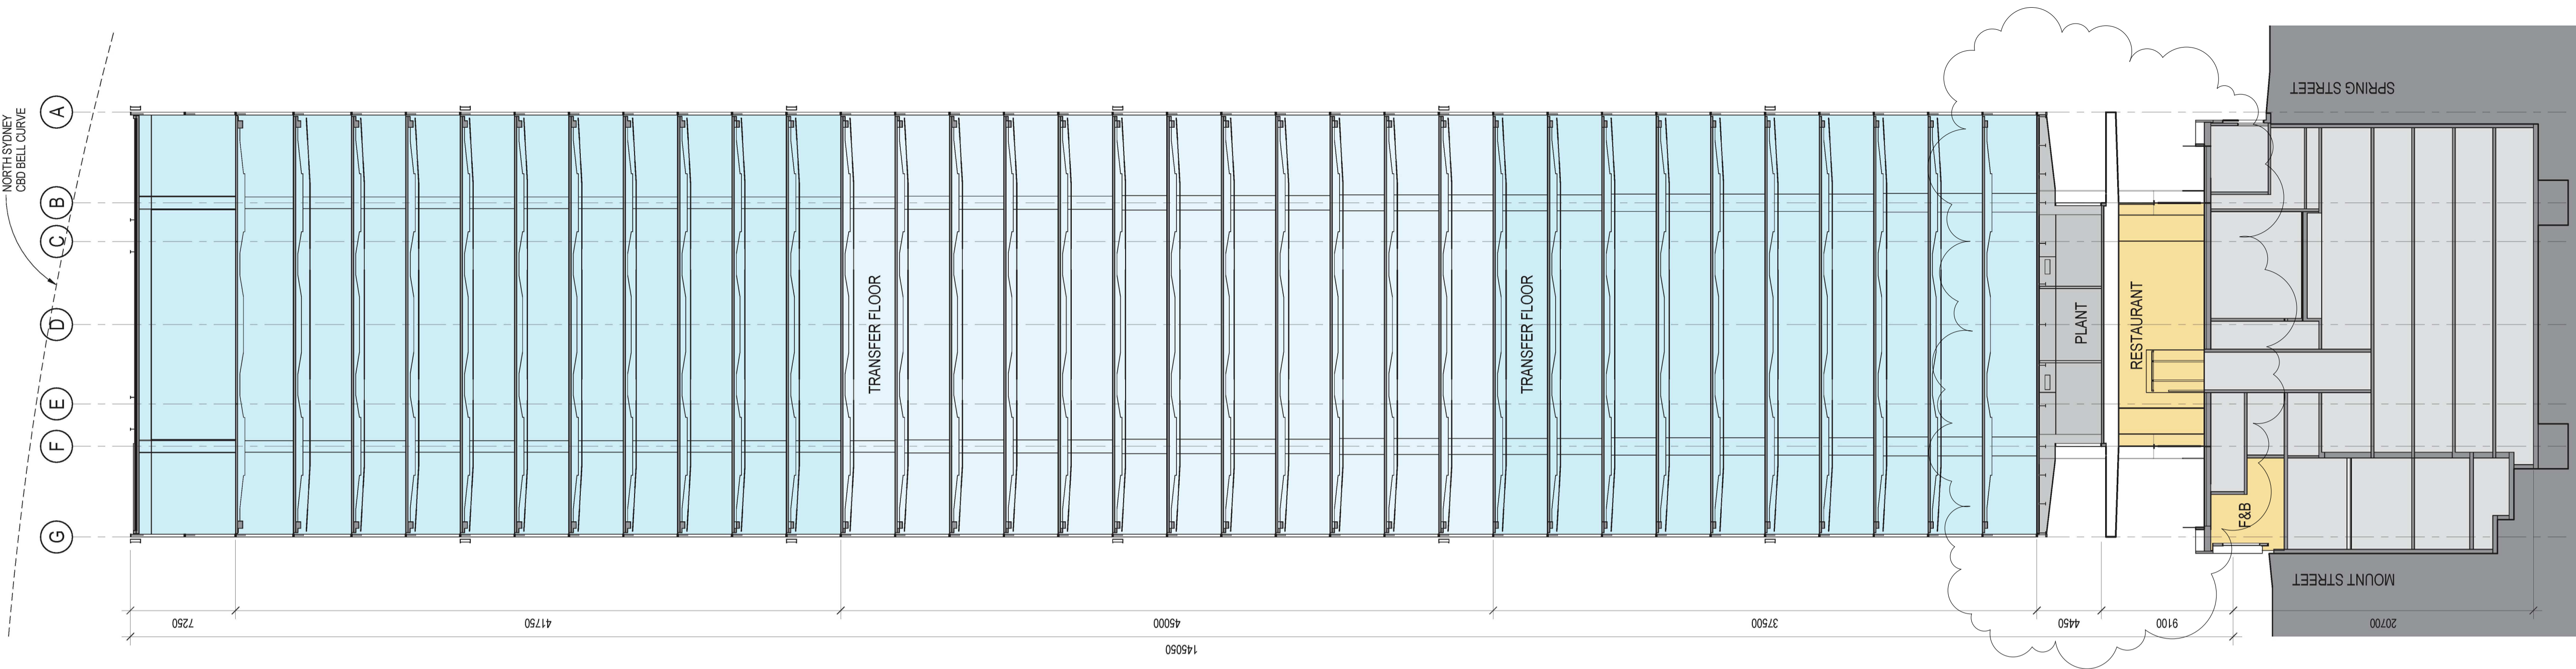 NORTH SYDNEY
CBD BELL CURVE
A
B
C
D
E
F
G
TRANSFER FLOOR
TRANSFER FLOOR
PLANT
RESTAURANT
F&B
SPRING STREET
MOUNT STREET
7250
41750
45000
37500
4450
9100
20700
145050